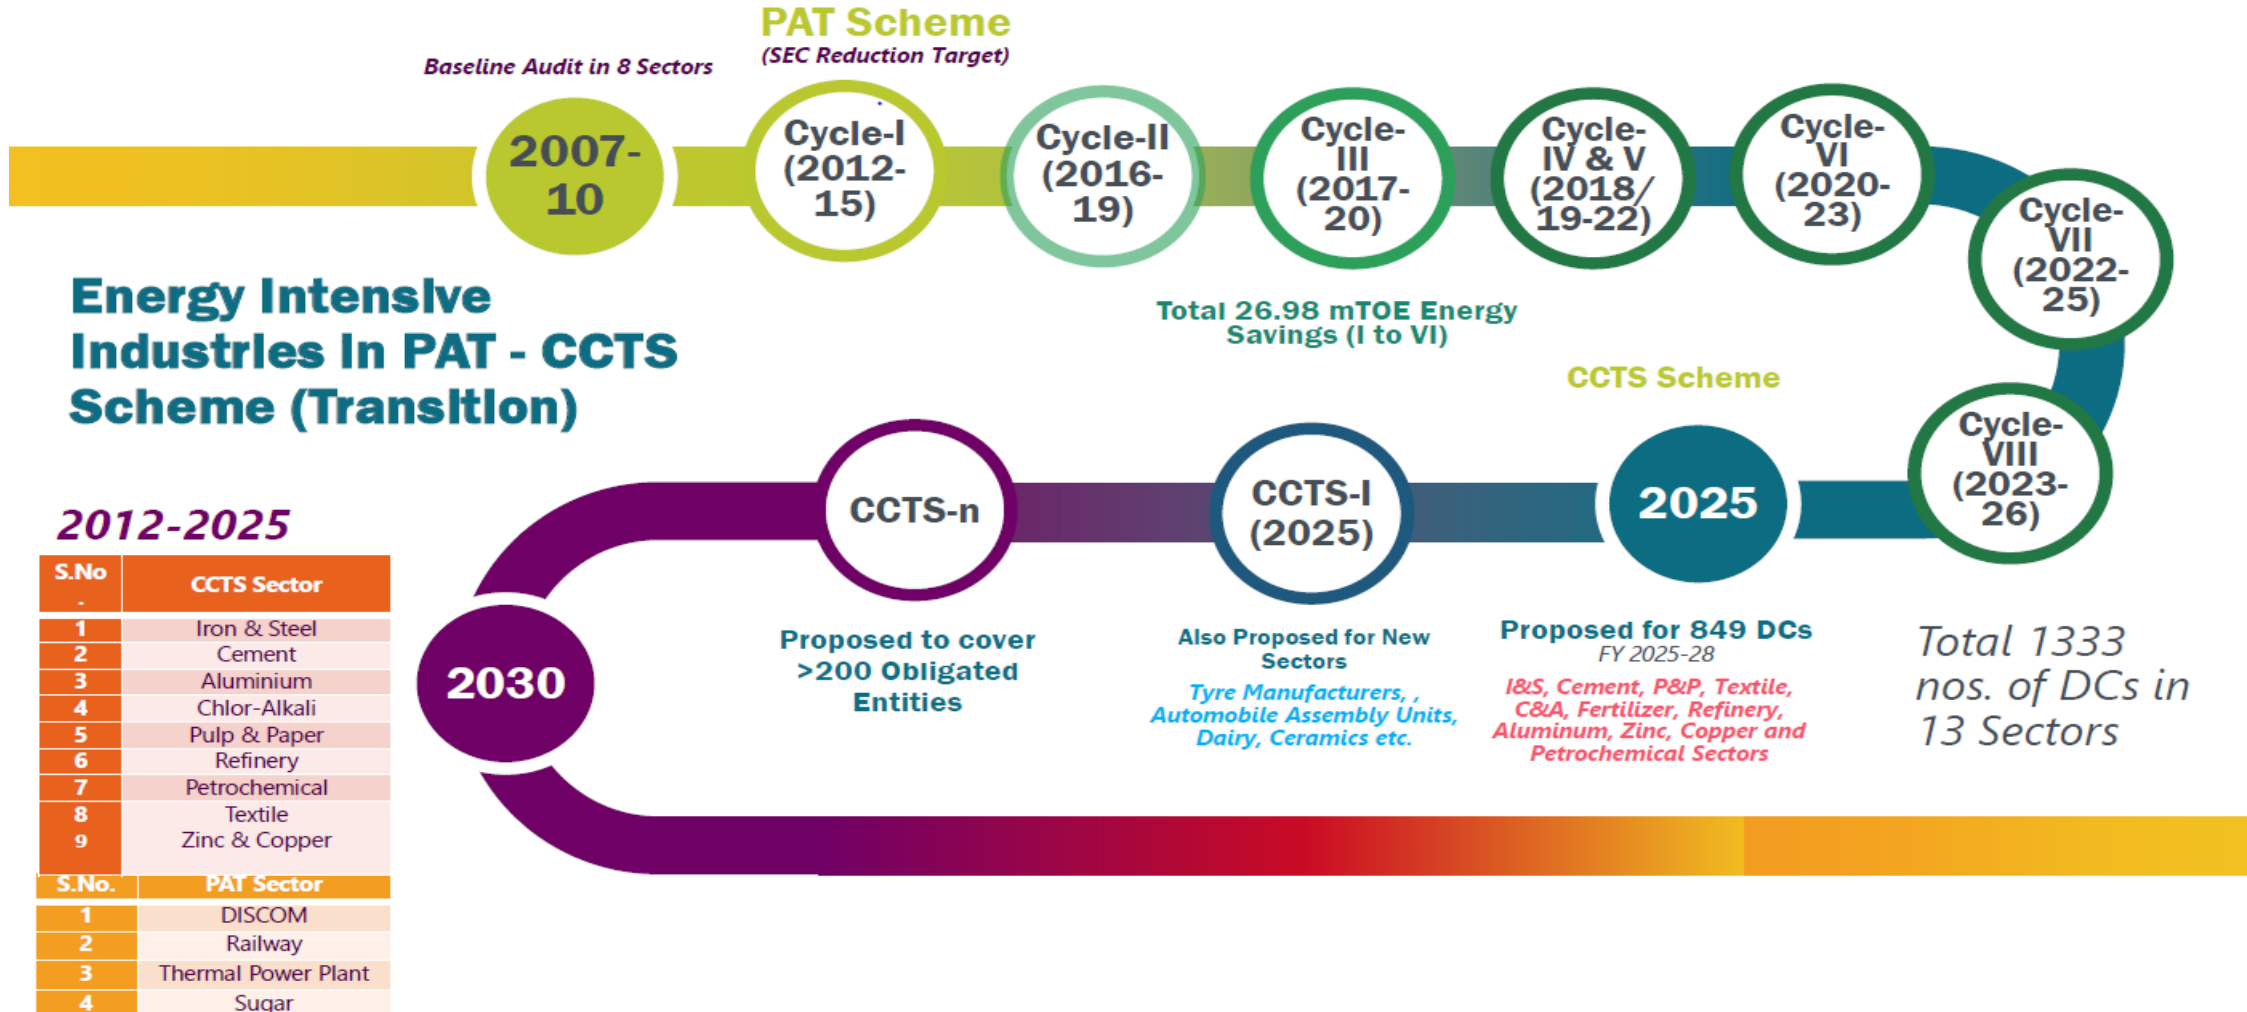 PAT Scheme
(SEC Reduction Target)
Baseline Audit in 8 Sectors
2007-
10
Cycle-I
(2012-
15)
Cycle-II
(2016-
19)
Cycle-
III
(2017-
20)
Cycle-
IV & V
(2018/
19-22)
Cycle-
VI
(2020-
23)
Cycle-
VII
(2022-
25)
Energy Intensive
Industries in PAT - CCTS
Scheme (Transition)
Total 26.98 mTOE Energy
Savings (I to VI)
CCTS Scheme
Cycle-
VIII
(2023-
26)
2025
CCTS-I
(2025)
CCTS-n
2030
Proposed to cover
>200 Obligated
Entities
Also Proposed for New
Sectors
Tyre Manufacturers, ,
Automobile Assembly Units,
Dairy, Ceramics etc.
Proposed for 849 DCs
FY 2025-28
I&S, Cement, P&P, Textile,
C&A, Fertilizer, Refinery,
Aluminum, Zinc, Copper and
Petrochemical Sectors
Total 1333
nos. of DCs in
13 Sectors
2012-2025
S.No
. CCTS Sector
1 Iron & Steel
2 Cement
3 Aluminium
4 Chlor-Alkali
5 Pulp & Paper
6 Refinery
7 Petrochemical
8 Textile
9 Zinc & Copper
S.No. PAT Sector
1 DISCOM
2 Railway
3 Thermal Power Plant
4 Sugar